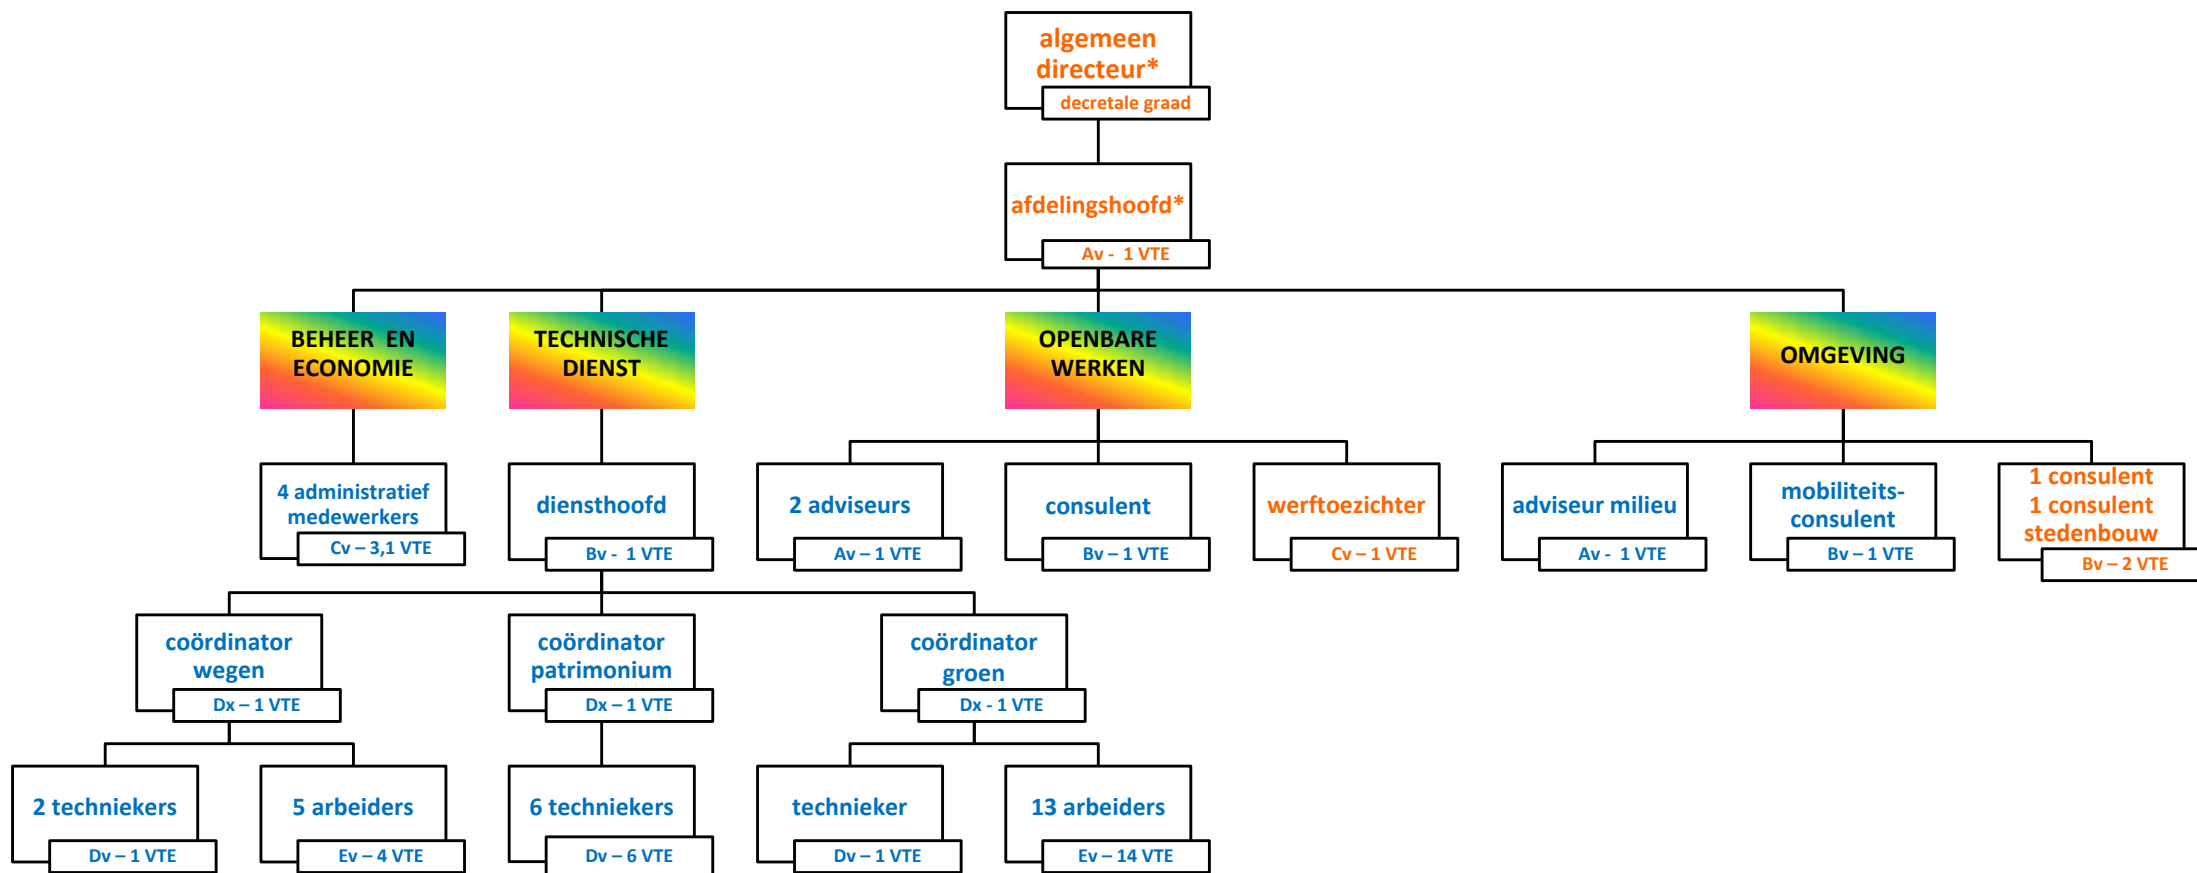 algemeen
directeur*
decretale graad
afdelingshoofd*
Av -  1 VTE
BEHEER  EN
ECONOMIE
TECHNISCHE
DIENST
OPENBARE
WERKEN
OMGEVING
4 administratief
medewerkers
Cv – 3,1 VTE
diensthoofd
Bv -  1 VTE
2 adviseurs
Av – 1 VTE
consulent
Bv – 1 VTE
werftoezichter
Cv – 1 VTE
adviseur milieu
Av -  1 VTE
mobiliteits-
consulent
Bv – 1 VTE
1 consulent
1 consulent
stedenbouw
Bv – 2 VTE
coördinator
wegen
Dx – 1 VTE
coördinator
patrimonium
Dx – 1 VTE
coördinator
groen
Dx - 1 VTE
2 techniekers
Dv – 1 VTE
5 arbeiders
Ev – 4 VTE
6 techniekers
Dv – 6 VTE
technieker
Dv – 1 VTE
13 arbeiders
Ev – 14 VTE